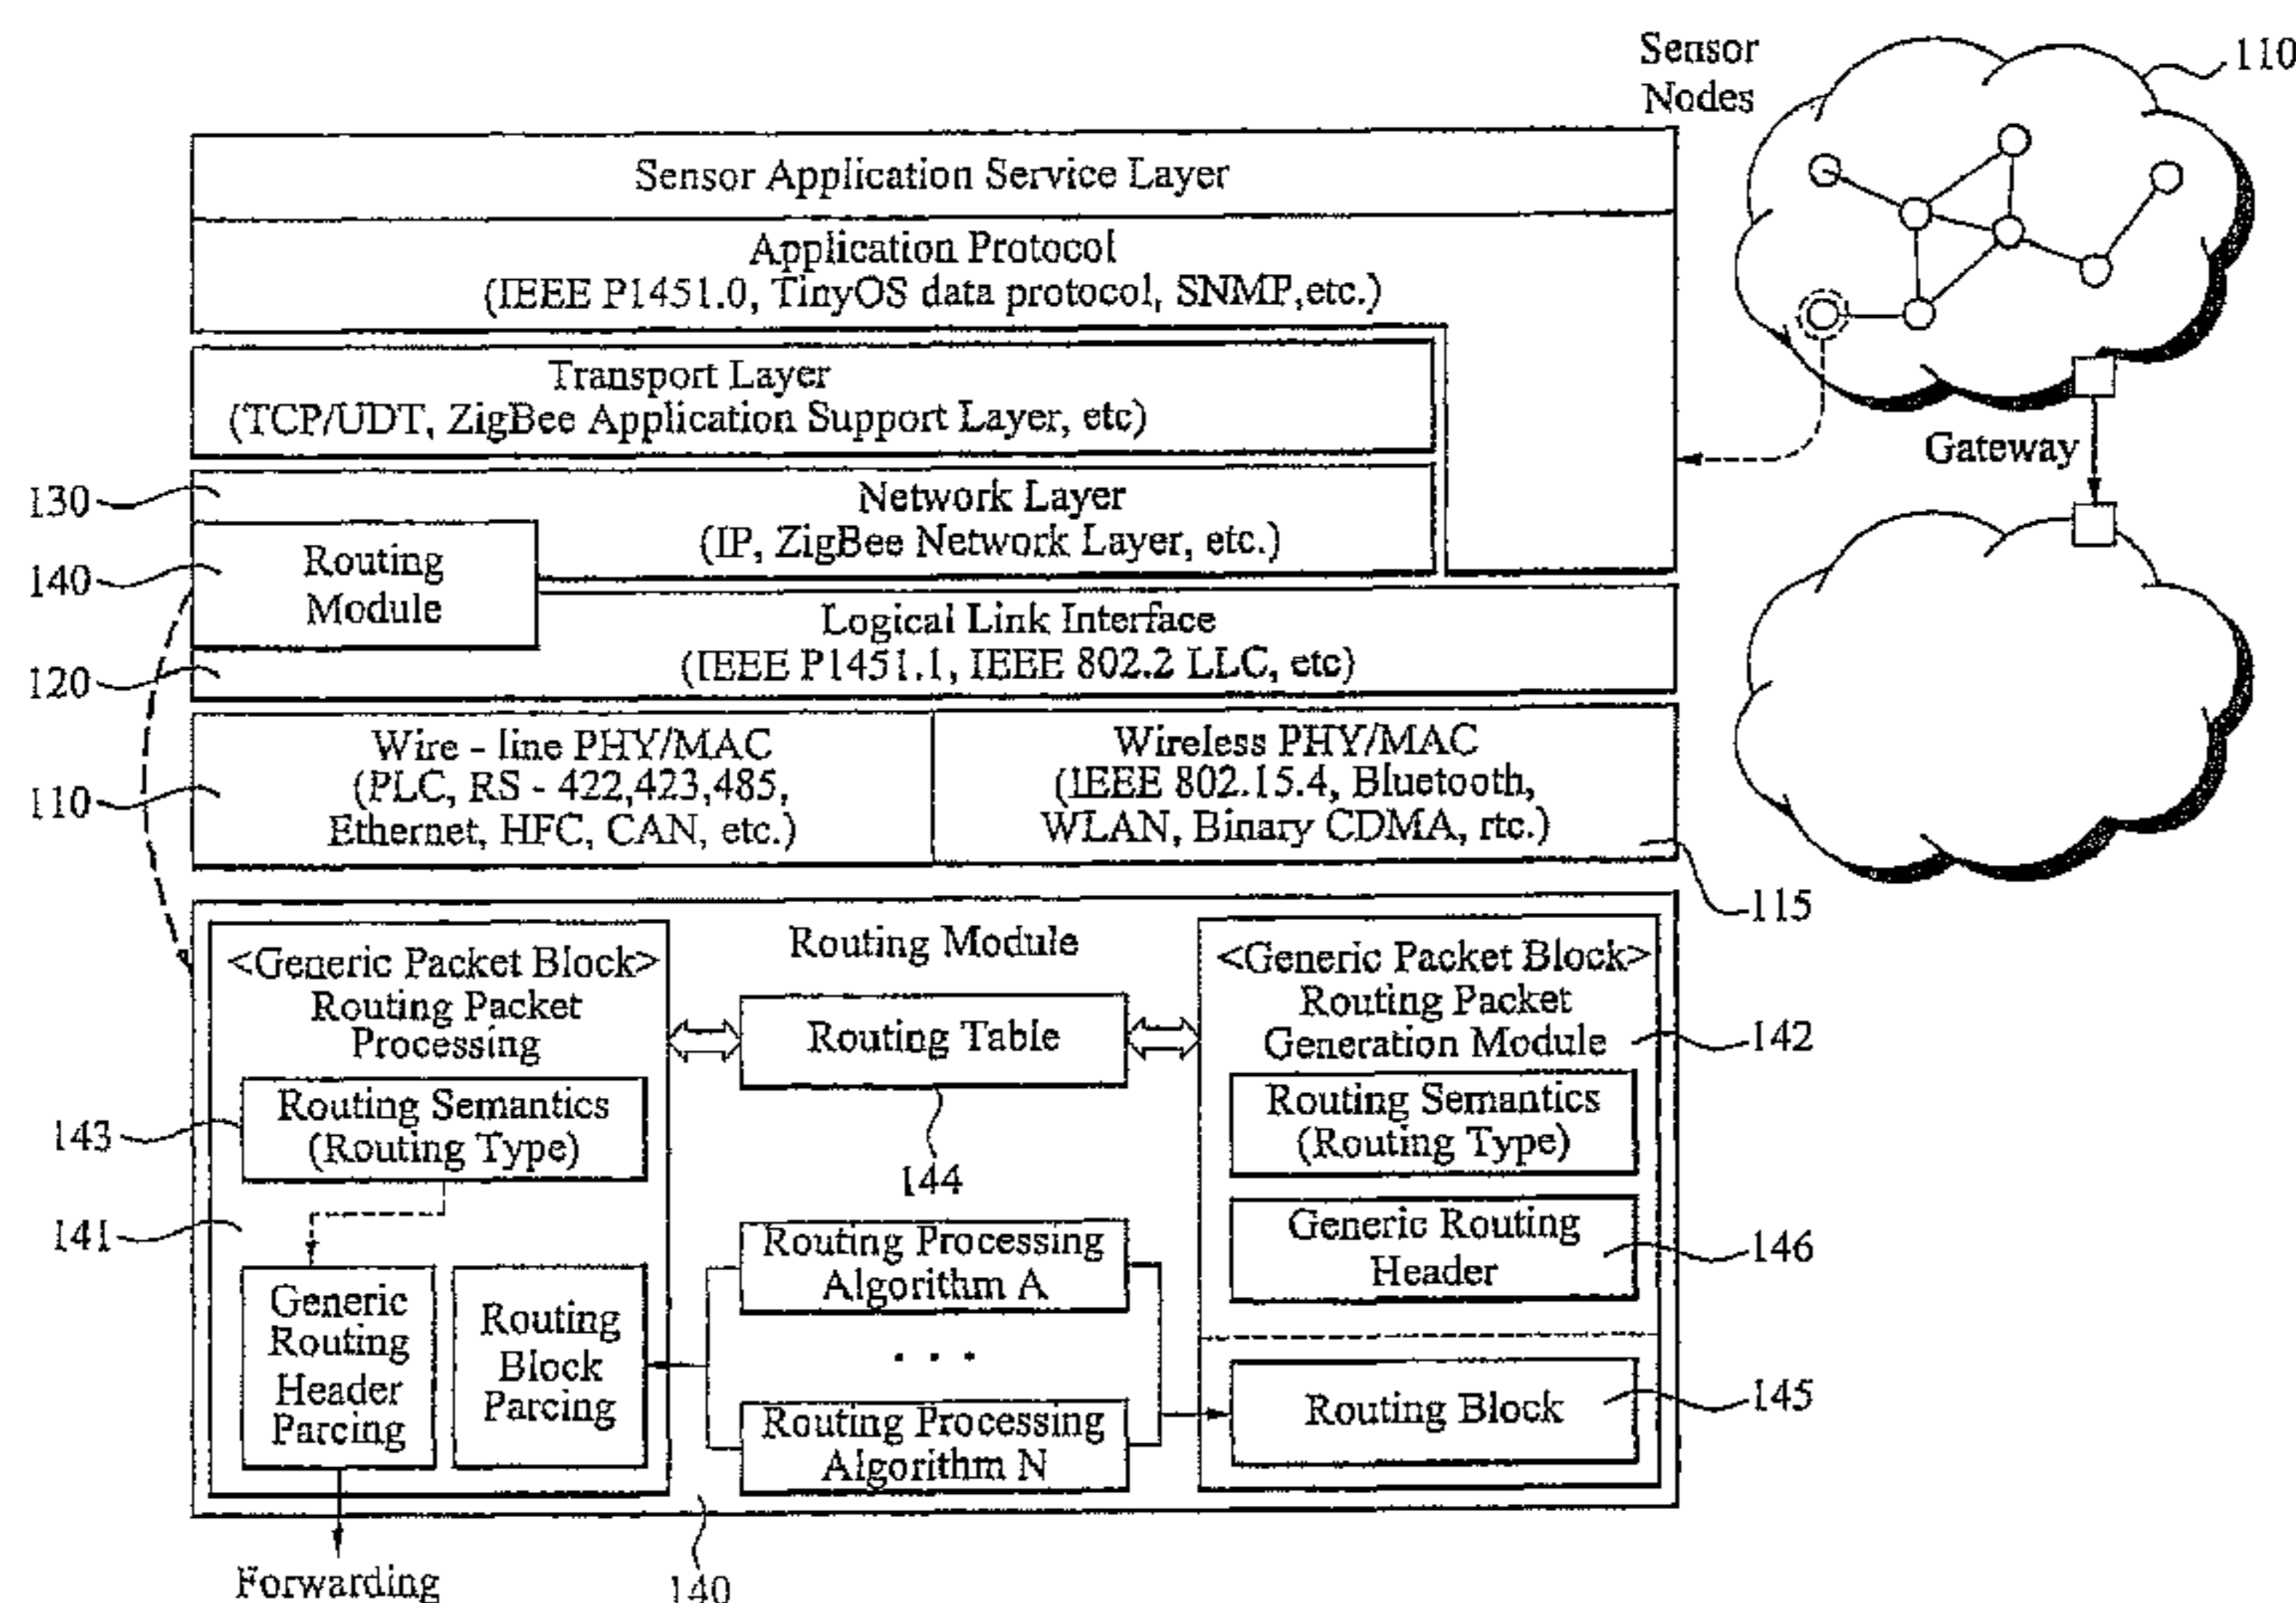 Sensor
Nodes
110
Sensor Application Service Layer
Application Protocol
(IEEE P1451.0, TinyOS data protocol, SNMP,etc.)
Transport Layer
(TCP/UDT, ZigBee Application Support Layer, etc)
Gateway
130
Network Layer
(IP, ZigBee Network Layer, etc.)
140
Routing
Module
Logical Link Interface
(IEEE P1451.1, IEEE 802.2 LLC, etc)
120
Wire - line PHY/MAC
(PLC, RS - 422,423,485,
Ethernet, HFC, CAN, etc.)
110
Wireless PHY/MAC
(IEEE 802.15.4, Bluetooth,
WLAN, Binary CDMA, rtc.)
115
Routing Module
<Generic Packet Block>
Routing Packet
Processing
Routing Semantics
(Routing Type)
143
141
Generic
Routing
Header
Parcing
Routing
Block
Parcing
Routing Table
144
Routing Processing
Algorithm A
. . .
Routing Processing
Algorithm N
<Generic Packet Block>
Routing Packet
Generation Module
142
Routing Semantics
(Routing Type)
Generic Routing
Header
146
Routing Block
145
Forwarding
140